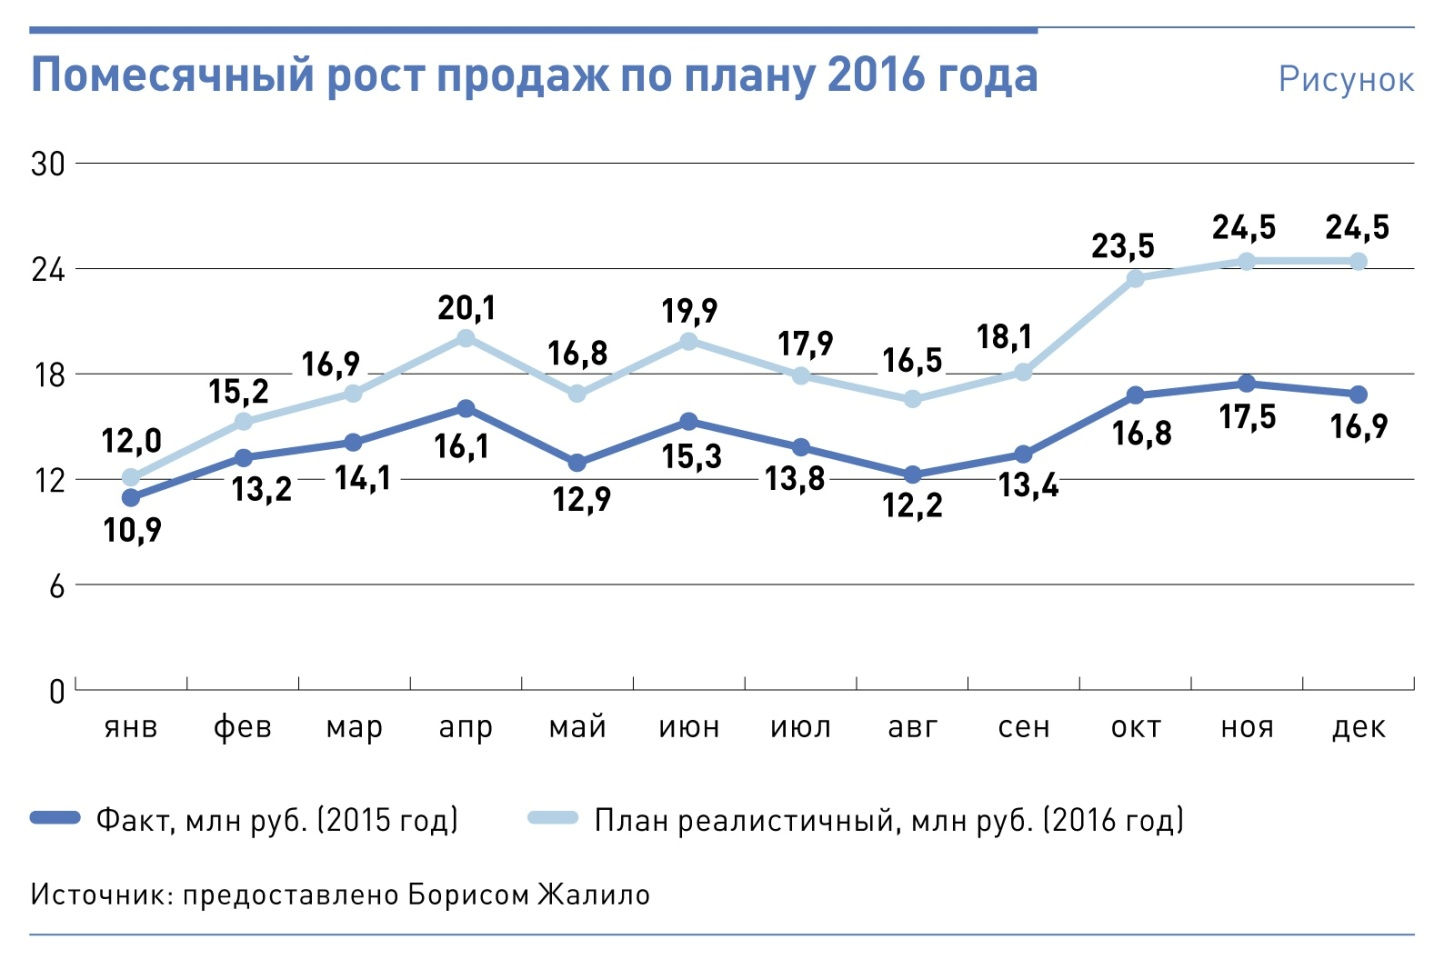 Помесячный рост продаж по плану 2016 года
Рисунок
30
24
18
12
6
0
12,0 15,2 16,9 20,1 16,8 19,9 17,9 16,5 18,1 23,5 24,5 24,5
10,9 13,2 14,1 16,1 12,9 15,3 13,8 12,2 13,4 16,8 17,5 16,9
янв фев мар апр май июн июл авг сен окт ноя дек
Факт, млн руб. (2015 год) План реалистичный, млн руб. (2016 год)
Источник: предоставлено Борисом Жалило